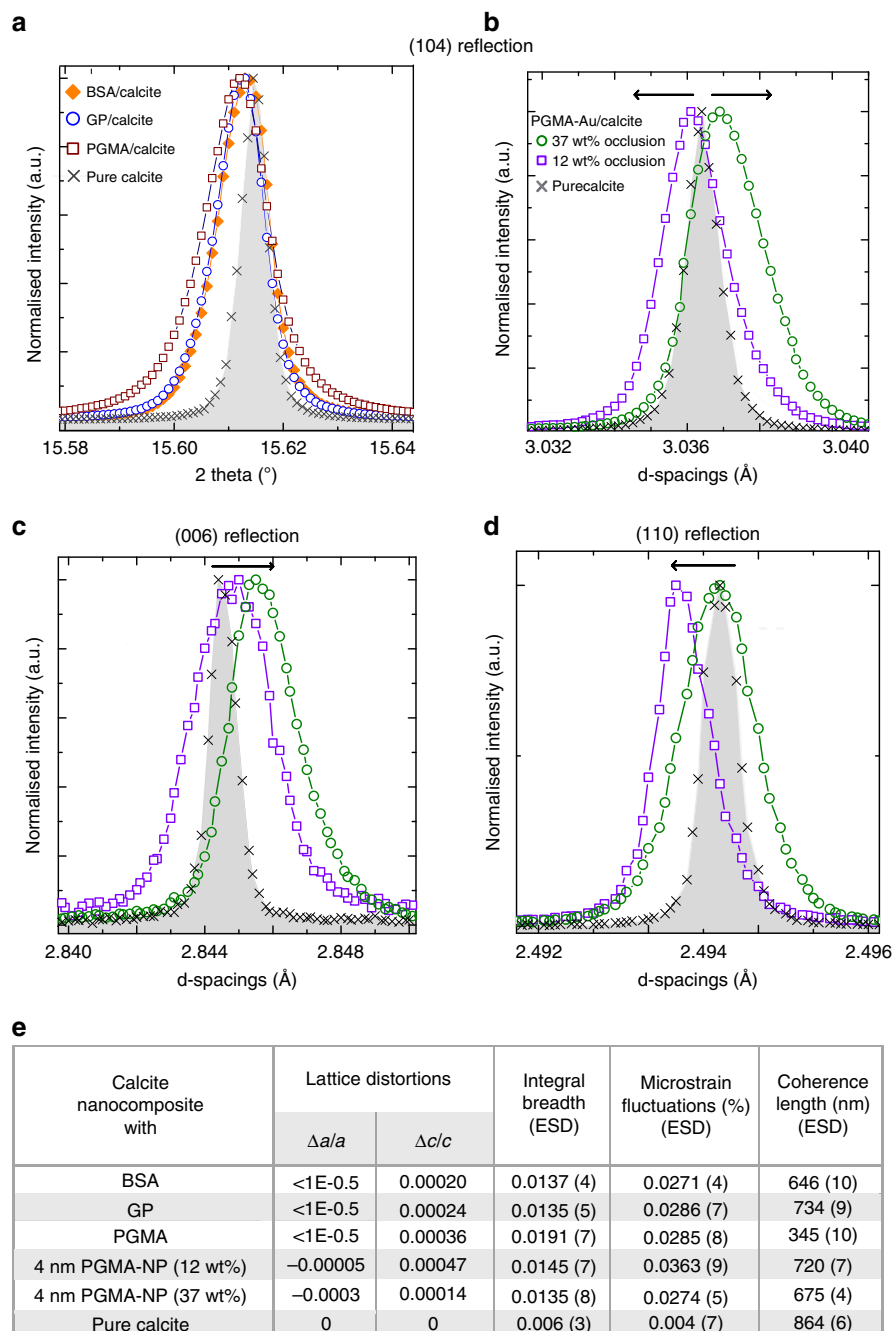 a
(104) reflection
BSA/calcite
GP/calcite
PGMA/calcite
Pure calcite
Normalised intensity (a.u.)
15.58 15.60 15.62 15.64
2 theta (°)
b
PGMA-Au/calcite
37 wt% occlusion
12 wt% occlusion
Purecalcite
Normalised intensity (a.u.)
3.032 3.036 3.040
d-spacings (Å)
c
(006) reflection
Normalised intensity (a.u.)
2.840 2.844 2.848
d-spacings (Å)
d
(110) reflection
Normalised intensity (a.u.)
2.492 2.494 2.496
d-spacings (Å)
e
Calcite nanocomposite with Lattice distortions Integral breadth (ESD) Microstrain fluctuations (%) (ESD) Coherence length (nm) (ESD)
Δa/a Δc/c
BSA <1E-0.5 0.00020 0.0137 (4) 0.0271 (4) 646 (10)
GP <1E-0.5 0.00024 0.0135 (5) 0.0286 (7) 734 (9)
PGMA <1E-0.5 0.00036 0.0191 (7) 0.0285 (8) 345 (10)
4 nm PGMA-NP (12 wt%) −0.00005 0.00047 0.0145 (7) 0.0363 (9) 720 (7)
4 nm PGMA-NP (37 wt%) −0.0003 0.00014 0.0135 (8) 0.0274 (5) 675 (4)
Pure calcite 0 0 0.006 (3) 0.004 (7) 864 (6)